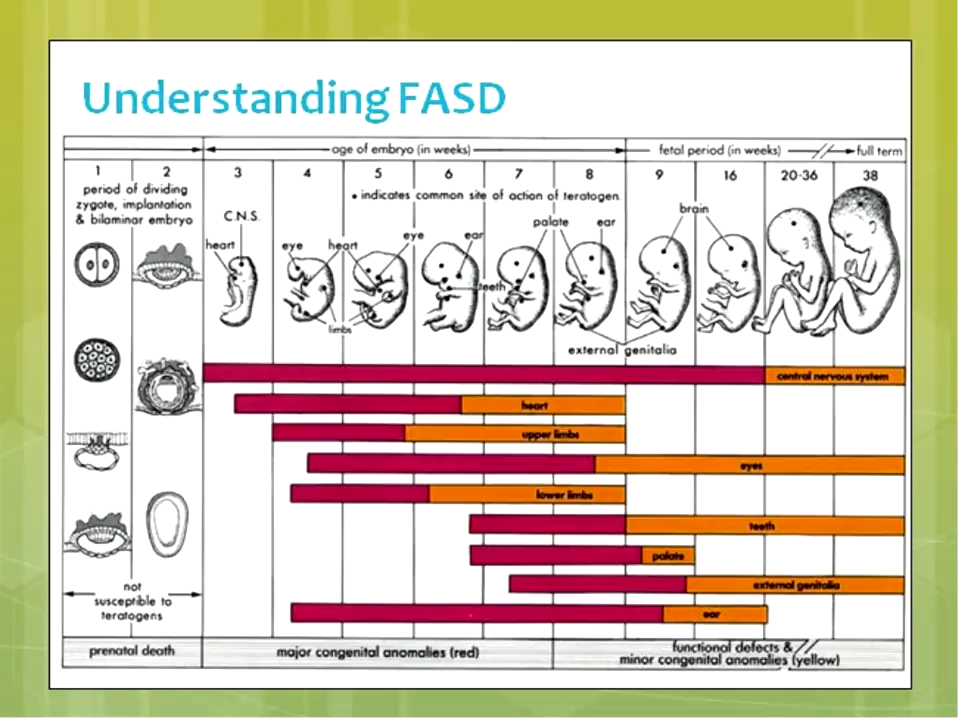 Understanding FASD
age of embryo (in weeks)
fetal period (in weeks)
full term
1
2
3
4
5
6
7
8
9
16
20-36
38
period of dividing
zygote, implantation
& bilaminar embryo
• indicates common site of action of teratogen.
C.N.S.
heart
eye
heart
eye
ear
palate
ear
brain
teeth
limbs
external genitalia
central nervous system
heart
upper limbs
eyes
lower limbs
teeth
palate
external genitalia
ear
not
susceptible to
teratogens
prenatal death
major congenital anomalies (red)
functional defects &
minor congenital anomalies (yellow)